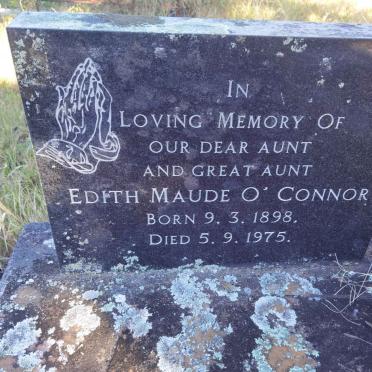 IN
LOVING MEMORY OF
OUR DEAR AUNT
AND GREAT AUNT
EDITH MAUDE O' CONNOR
BORN 9. 3. 1898.
DIED 5. 9. 1975.